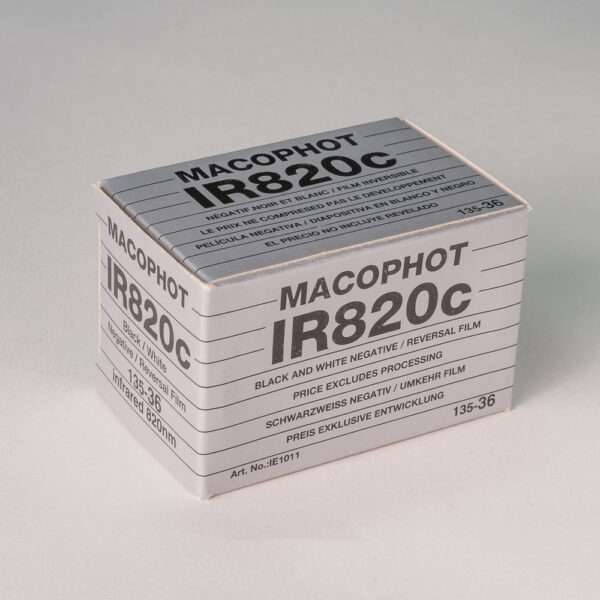 MACOPHOT
IR820c
NÉGATIF NOIR ET BLANC / FILM INVERSIBLE
LE PRIX NE COMPRESED PAS LE DEVELOPPEMENT
PELÍCULA NEGATIVA / DIAPOSITIVA EN BLANCO Y NEGRO
EL PRECIO NO INCLUYE REVELADO
135-36
MACOPHOT
IR820c
Black / White
Negative / Reversal Film
135-36
infrared 820nm
MACOPHOT
IR820c
BLACK AND WHITE NEGATIVE / REVERSAL FILM
PRICE EXCLUDES PROCESSING
SCHWARZWEISS NEGATIV / UMKEHR FILM
PREIS EXKLUSIVE ENTWICKLUNG
135-36
Art. No.:IE1011